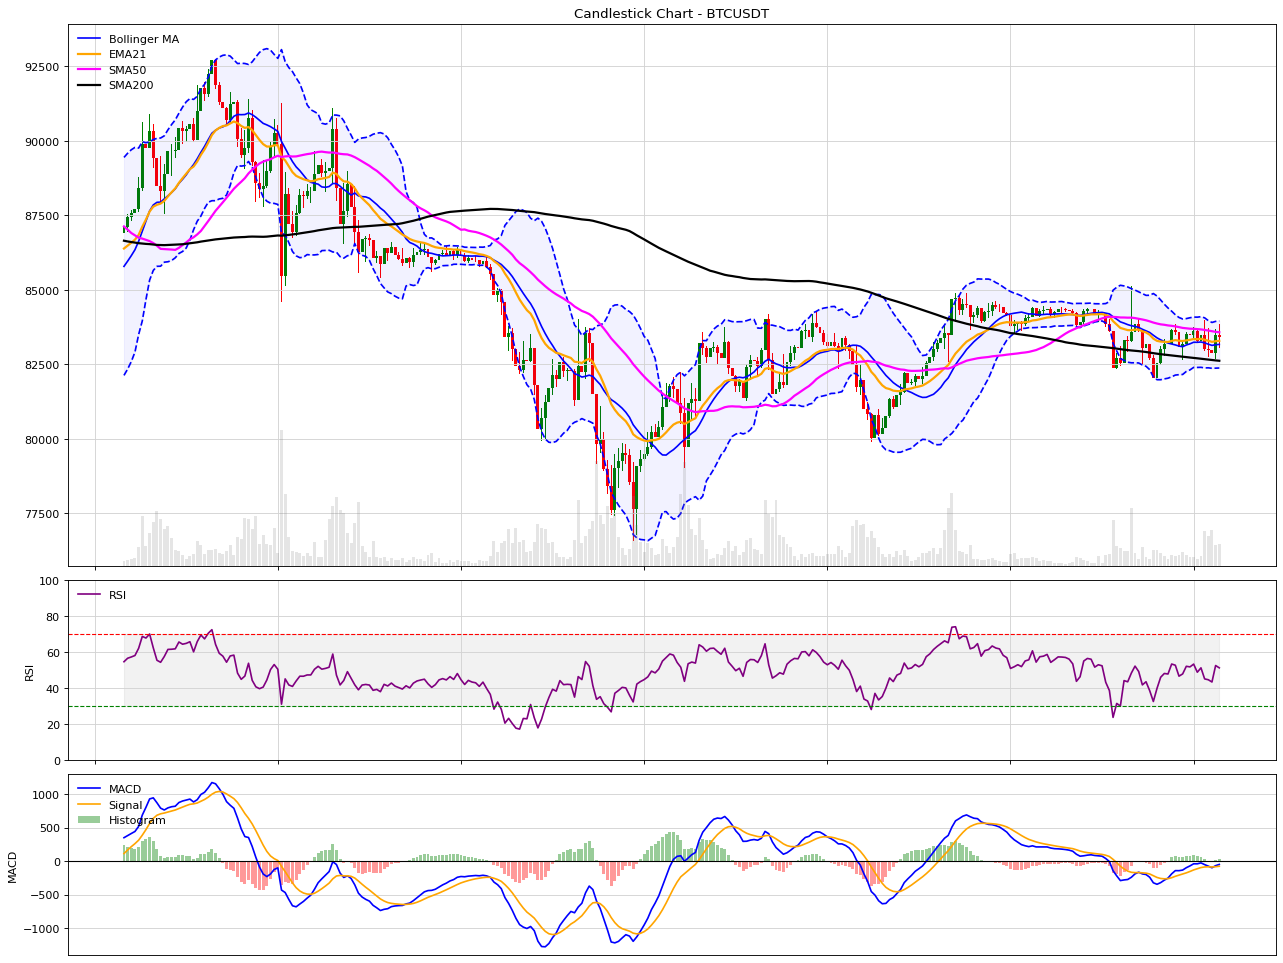 Candlestick Chart - BTCUSDT
Bollinger MA
EMA21
SMA50
SMA200
92500
90000
87500
85000
82500
80000
77500
RSI
RSI
100
80
60
40
20
0
MACD
Signal
Histogram
MACD
1000
500
0
−500
−1000